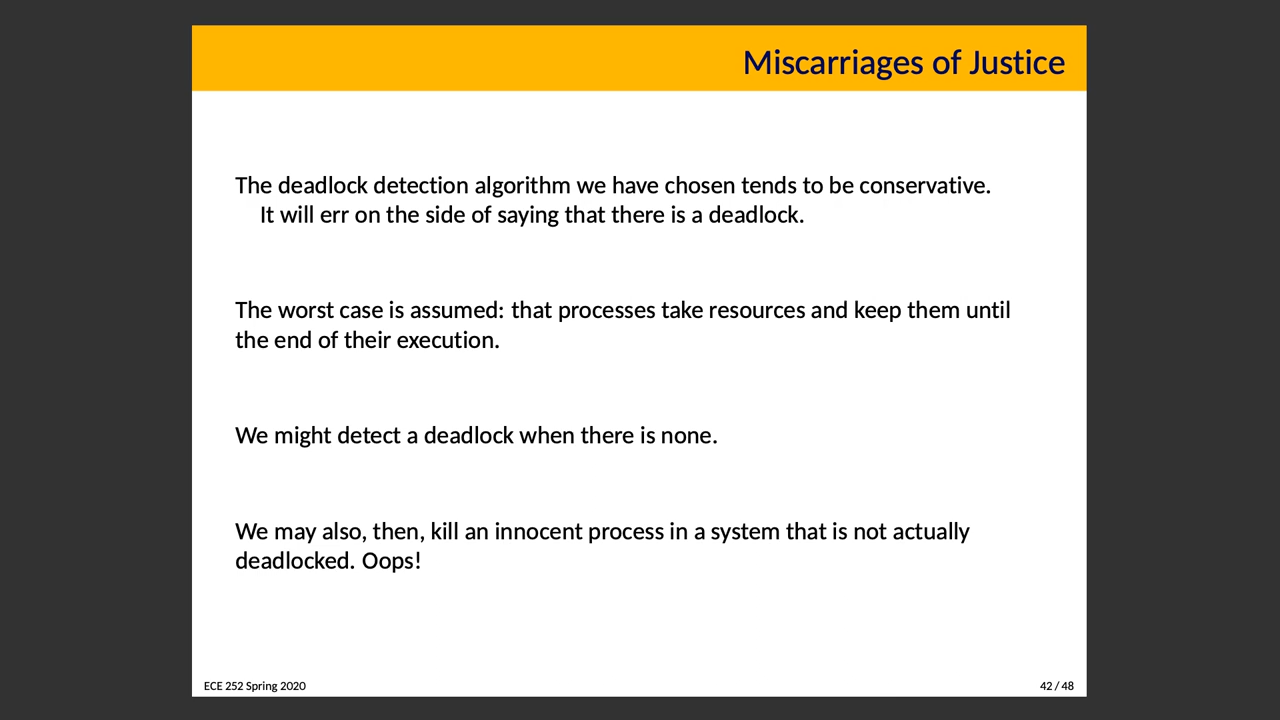 Miscarriages of Justice
The deadlock detection algorithm we have chosen tends to be conservative.
It will err on the side of saying that there is a deadlock.
The worst case is assumed: that processes take resources and keep them until
the end of their execution.
We might detect a deadlock when there is none.
We may also, then, kill an innocent process in a system that is not actually
deadlocked. Oops!
ECE 252 Spring 2020
42 / 48